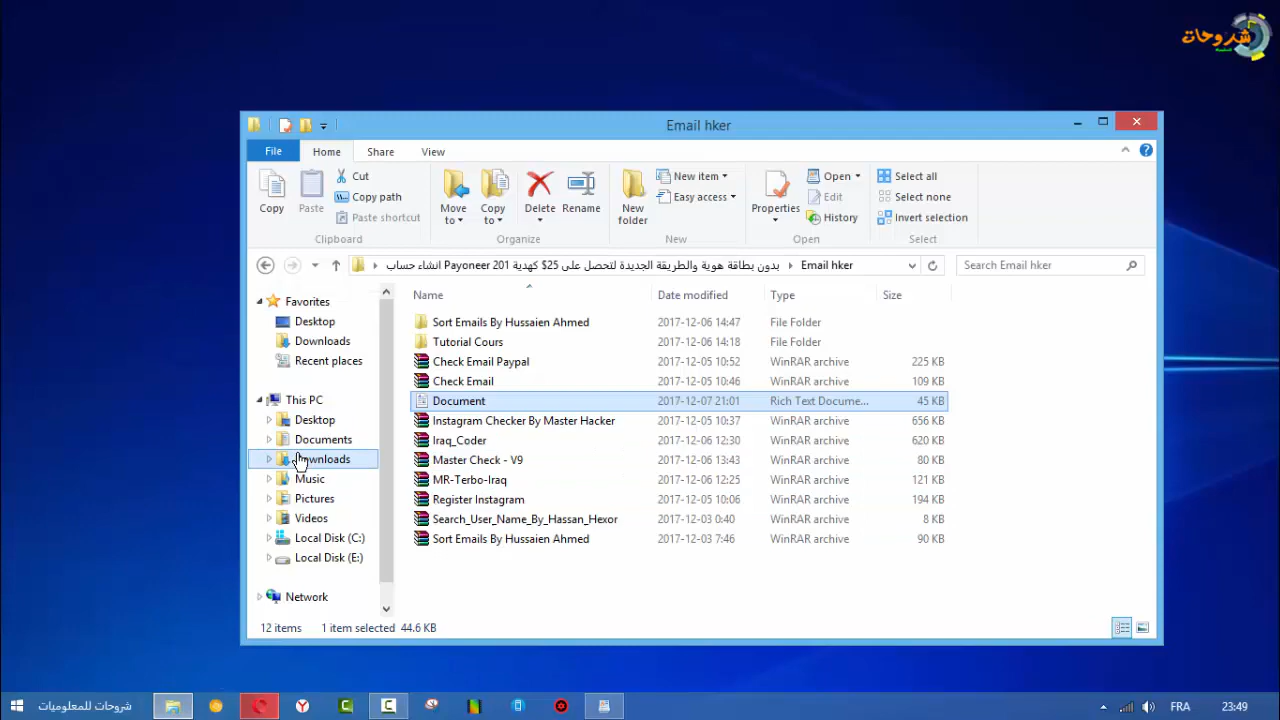 شروحات
Email hker
File Home Share View
Cut
Copy path
Paste shortcut
Copy Paste
Clipboard
Move to Copy to Delete Rename
Organize
New item
Easy access
New folder
New
Properties
Open
Edit
History
Open
Select all
Select none
Invert selection
Select
انشاء حساب Payoneer 201 بدون بطاقة هوية والطريقة الجديدة لتحصل على 25$ كهدية
Email hker
Search Email hker
Favorites
Desktop
Downloads
Recent places
This PC
Desktop
Documents
Downloads
Music
Pictures
Videos
Local Disk (C:)
Local Disk (E:)
Network
Name Date modified Type Size
Sort Emails By Hussaien Ahmed 2017-12-06 14:47 File Folder
Tutorial Cours 2017-12-06 14:18 File Folder
Check Email Paypal 2017-12-05 10:52 WinRAR archive 225 KB
Check Email 2017-12-05 10:46 WinRAR archive 109 KB
Document 2017-12-07 21:01 Rich Text Docume... 45 KB
Instagram Checker By Master Hacker 2017-12-05 10:37 WinRAR archive 656 KB
Iraq_Coder 2017-12-06 12:30 WinRAR archive 620 KB
Master Check - V9 2017-12-06 13:43 WinRAR archive 80 KB
MR-Terbo-Iraq 2017-12-06 12:25 WinRAR archive 121 KB
Register Instagram 2017-12-05 10:06 WinRAR archive 194 KB
Search_User_Name_By_Hassan_Hexor 2017-12-03 0:40 WinRAR archive 8 KB
Sort Emails By Hussaien Ahmed 2017-12-03 7:46 WinRAR archive 90 KB
12 items 1 item selected 44.6 KB
شروحات للمعلوميات
FRA 23:49